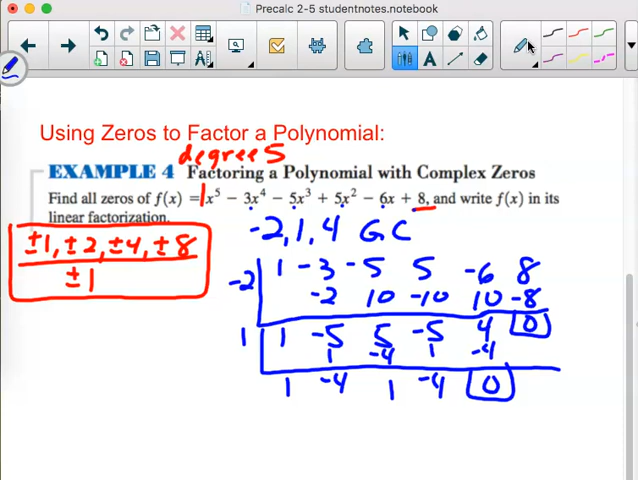 Precalc 2-5 studentnotes.notebook
Using Zeros to Factor a Polynomial:
degree 5
EXAMPLE 4 Factoring a Polynomial with Complex Zeros
Find all zeros of f(x) = 1x⁵ − 3x⁴ − 5x³ + 5x² − 6x + 8, and write f(x) in its
linear factorization.
±1, ±2, ±4, ±8
±1
-2, 1, 4 GC
-2 1 -3 -5 5 -6 8
-2 10 -10 10 -8
1 1 -5 5 -5 4 0
1 -4 1 -4
1 -4 1 -4 0